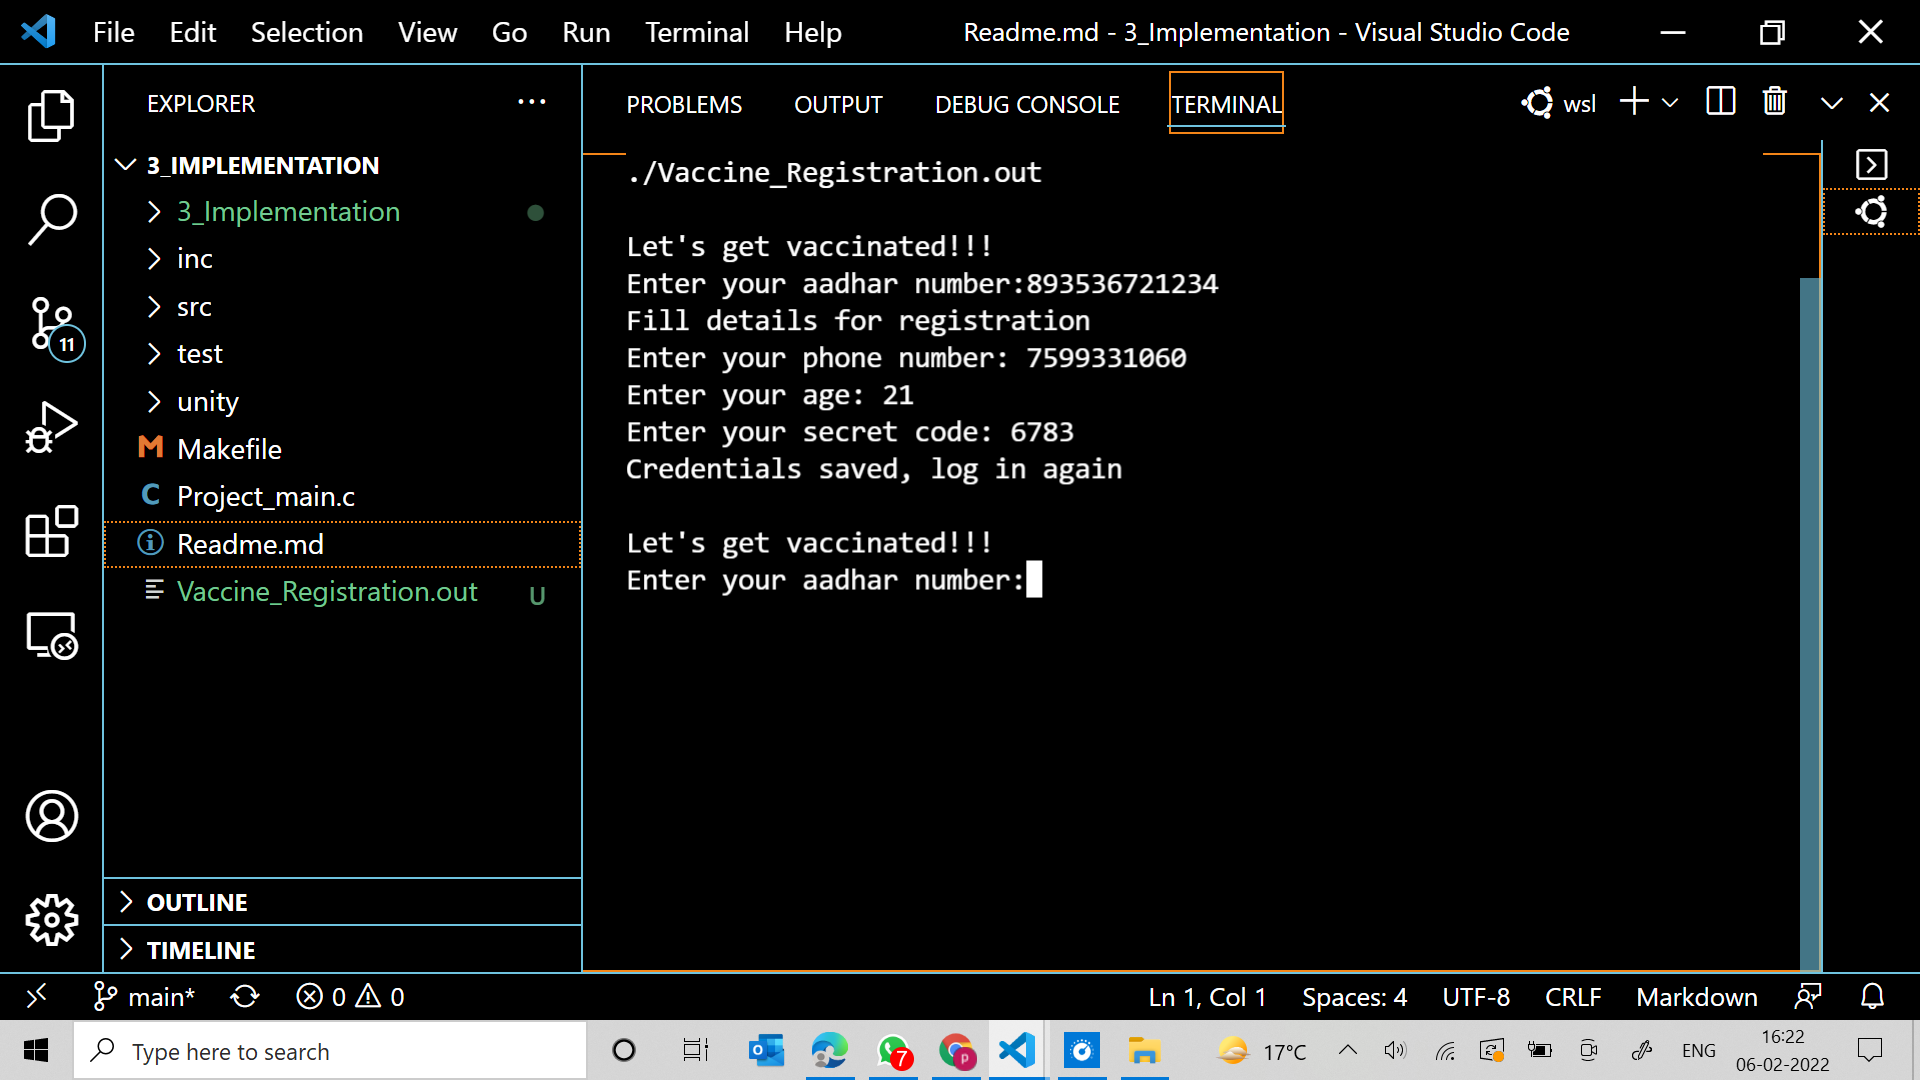 File Edit Selection View Go Run Terminal Help
Readme.md - 3_Implementation - Visual Studio Code
EXPLORER
3_IMPLEMENTATION
3_Implementation
inc
src
test
unity
M Makefile
C Project_main.c
Readme.md
Vaccine_Registration.out U
11
OUTLINE
TIMELINE
PROBLEMS OUTPUT DEBUG CONSOLE TERMINAL
wsl
./Vaccine_Registration.out
Let's get vaccinated!!!
Enter your aadhar number:893536721234
Fill details for registration
Enter your phone number: 7599331060
Enter your age: 21
Enter your secret code: 6783
Credentials saved, log in again
Let's get vaccinated!!!
Enter your aadhar number:
main* 0 0
Ln 1, Col 1 Spaces: 4 UTF-8 CRLF Markdown
Type here to search
7
p
17°C
ENG
16:22
06-02-2022